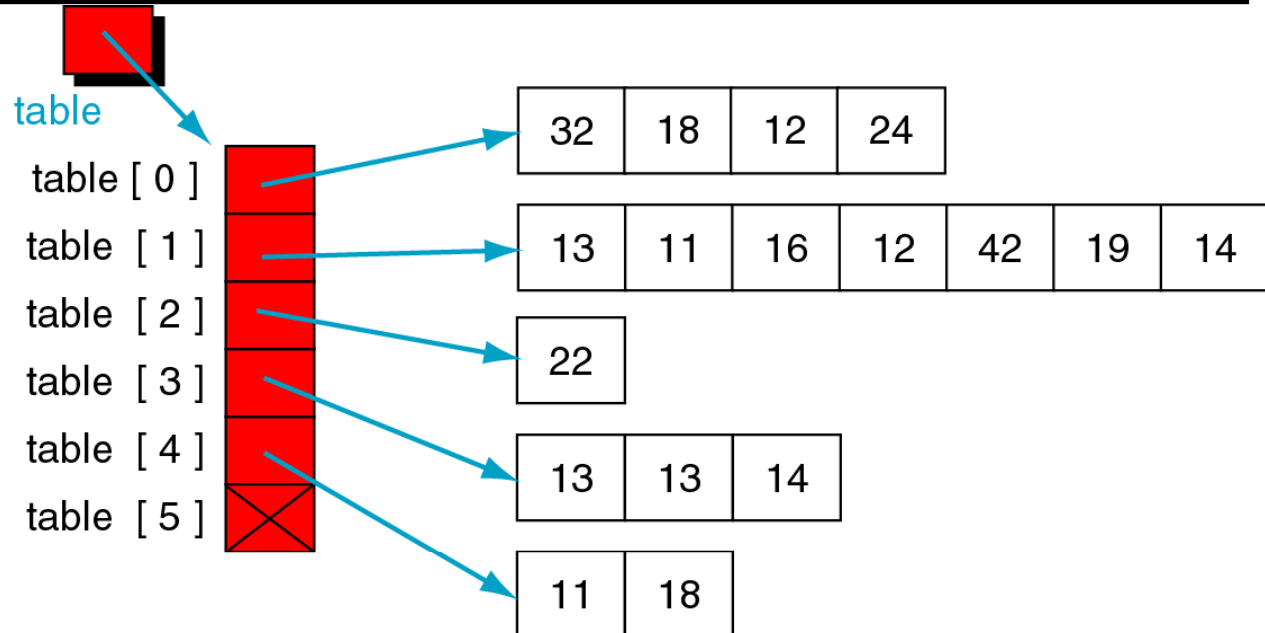 table
table [ 0 ]
32 18 12 24
table [ 1 ]
13 11 16 12 42 19 14
table [ 2 ]
22
table [ 3 ]
13 13 14
table [ 4 ]
11 18
table [ 5 ]